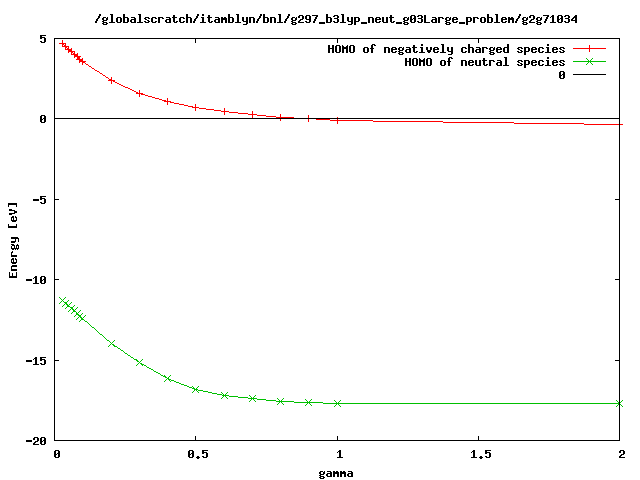 /globalscratch/itamblyn/bnl/g297_b3lyp_neut_g03Large_problem/g2g71034
HOMO of negatively charged species
HOMO of neutral species
0
5
0
-5
-10
-15
-20
Energy [eV]
0 0.5 1 1.5 2
gamma